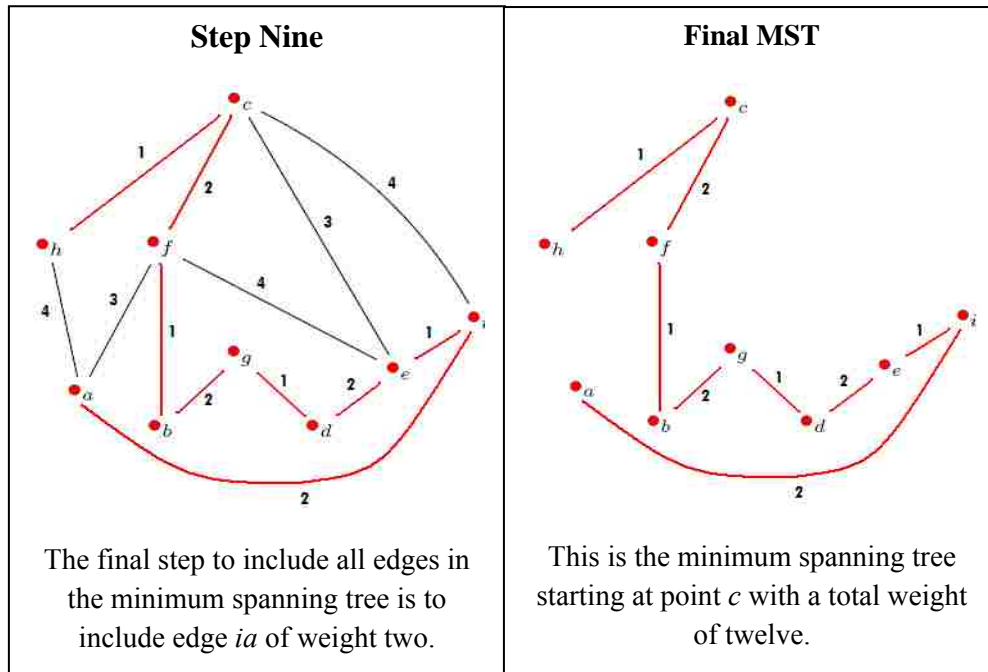 Step Nine
c
1
2
4
3
h
f
4
3
4
1
1
i
g
e
a
2
1
2
b
d
2
The final step to include all edges in
the minimum spanning tree is to
include edge ia of weight two.
Final MST
c
1
2
h
f
1
1
i
g
e
a
2
1
2
b
d
2
This is the minimum spanning tree
starting at point c with a total weight
of twelve.